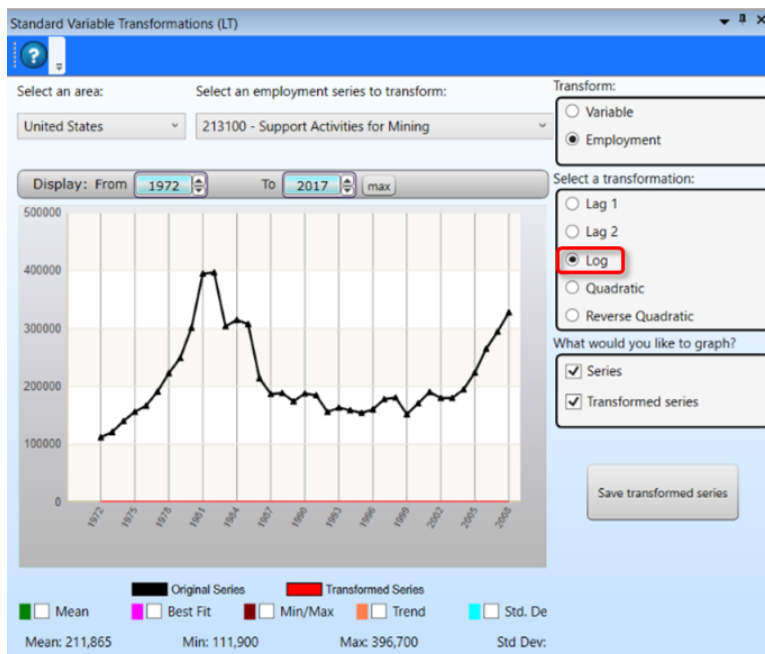 Standard Variable Transformations (LT)
?
Select an area:
Select an employment series to transform:
United States
213100 - Support Activities for Mining
Display: From 1972 To 2017 max
500000
400000
300000
200000
100000
0
1972 1975 1978 1981 1984 1987 1990 1993 1996 1999 2002 2005 2008
Original Series
Transformed Series
Mean
Best Fit
Min/Max
Trend
Std. De
Mean: 211,865
Min: 111,900
Max: 396,700
Std Dev:
Transform:
Variable
Employment
Select a transformation:
Lag 1
Lag 2
Log
Quadratic
Reverse Quadratic
What would you like to graph?
Series
Transformed series
Save transformed series